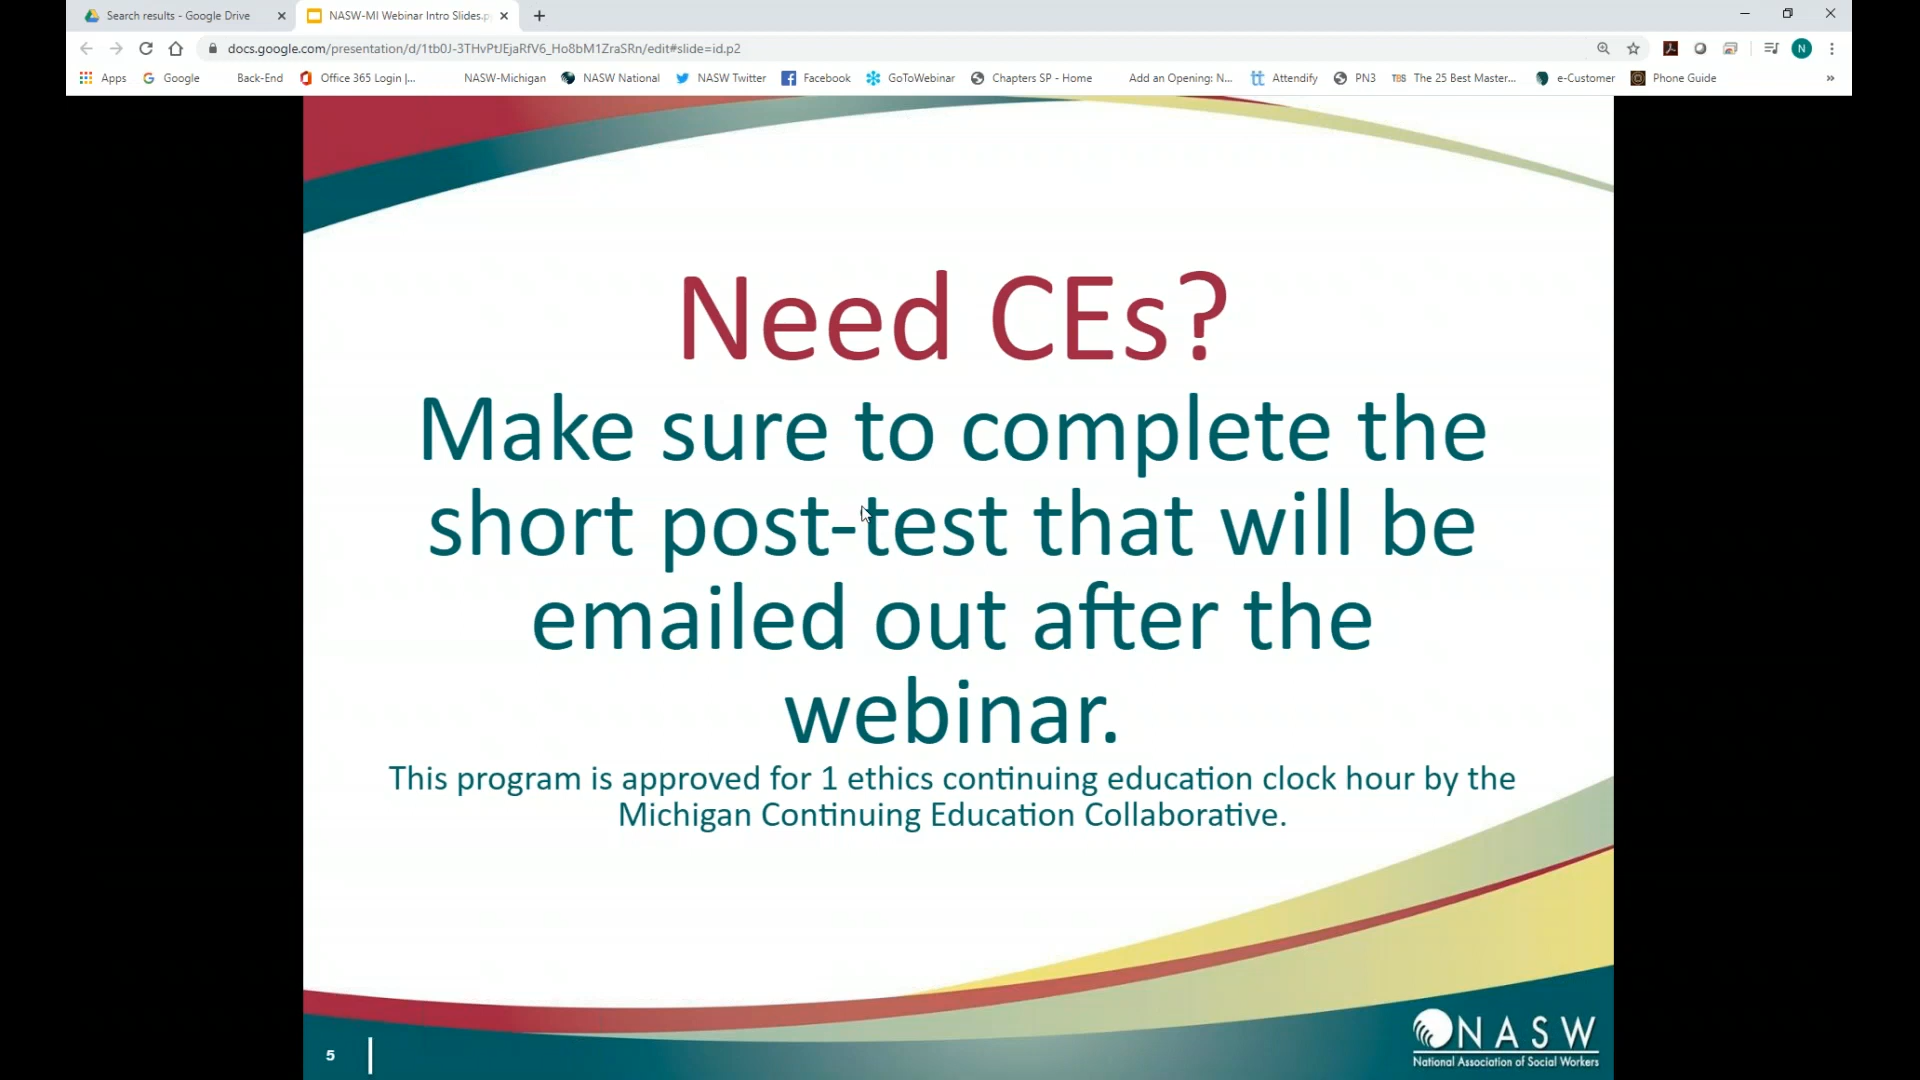 Search results - Google Drive
NASW-MI Webinar Intro Slides.p
docs.google.com/presentation/d/1tb0J-3THvPtJEjaRfV6_Ho8bM1ZraSRn/edit#slide=id.p2
N
Apps Google Back-End Office 365 Login |... NASW-Michigan NASW National NASW Twitter Facebook GoToWebinar Chapters SP - Home Add an Opening: N... Attendify PN3 TBS The 25 Best Master... e-Customer Phone Guide »
Need CEs?
Make sure to complete the
short post-test that will be
emailed out after the
webinar.
This program is approved for 1 ethics continuing education clock hour by the
Michigan Continuing Education Collaborative.
5
NASW
National Association of Social Workers